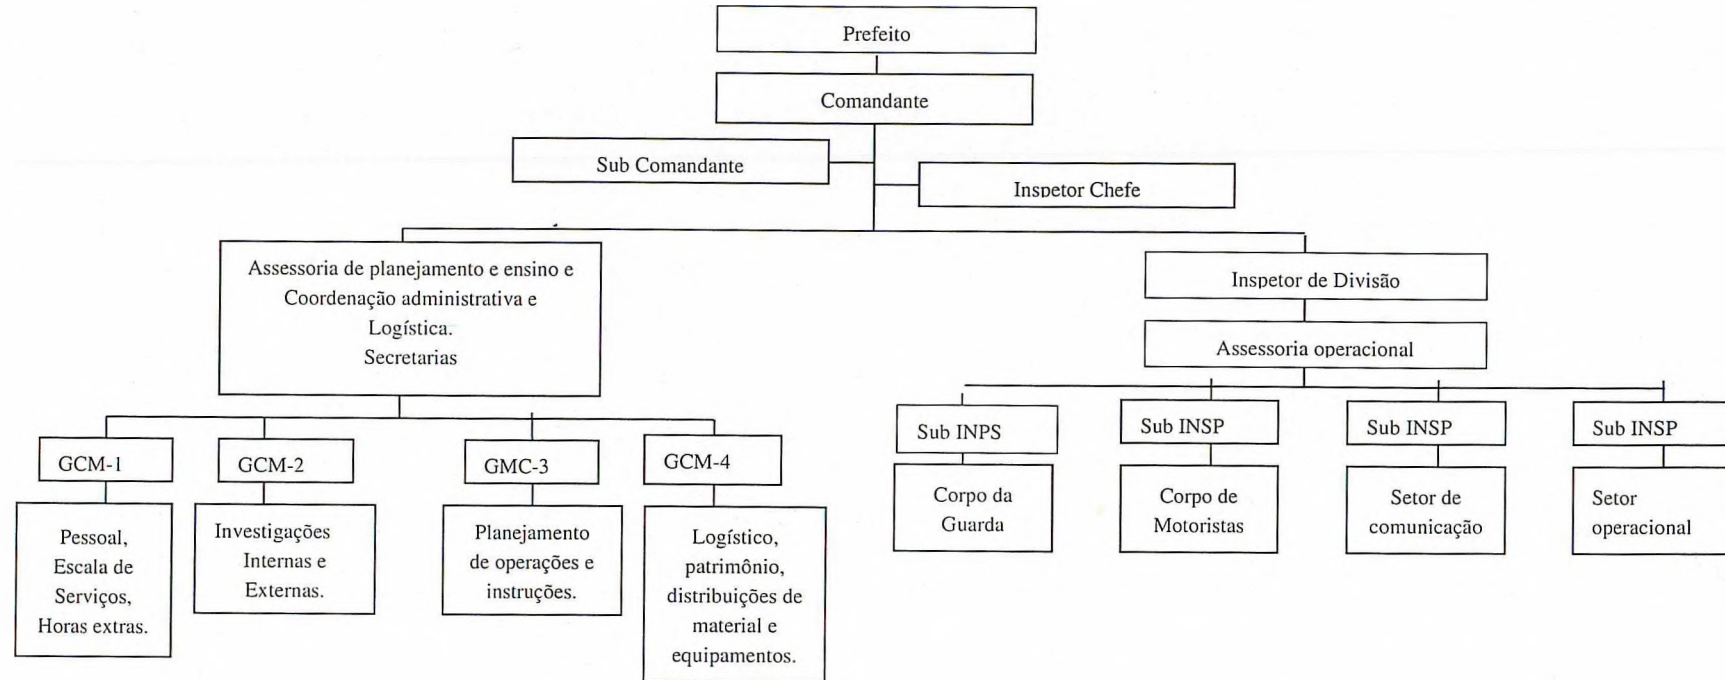 Prefeito
Comandante
Sub Comandante
Inspetor Chefe
Assessoria de planejamento e ensino e
Coordenação administrativa e
Logística.
Secretarias
Inspetor de Divisão
Assessoria operacional
GCM-1
GCM-2
GMC-3
GCM-4
Sub INPS
Sub INSP
Sub INSP
Sub INSP
Pessoal,
Escala de
Serviços,
Horas extras.
Investigações
Internas e
Externas.
Planejamento
de operações e
instruções.
Logístico,
patrimônio,
distribuições de
material e
equipamentos.
Corpo da
Guarda
Corpo de
Motoristas
Setor de
comunicação
Setor
operacional